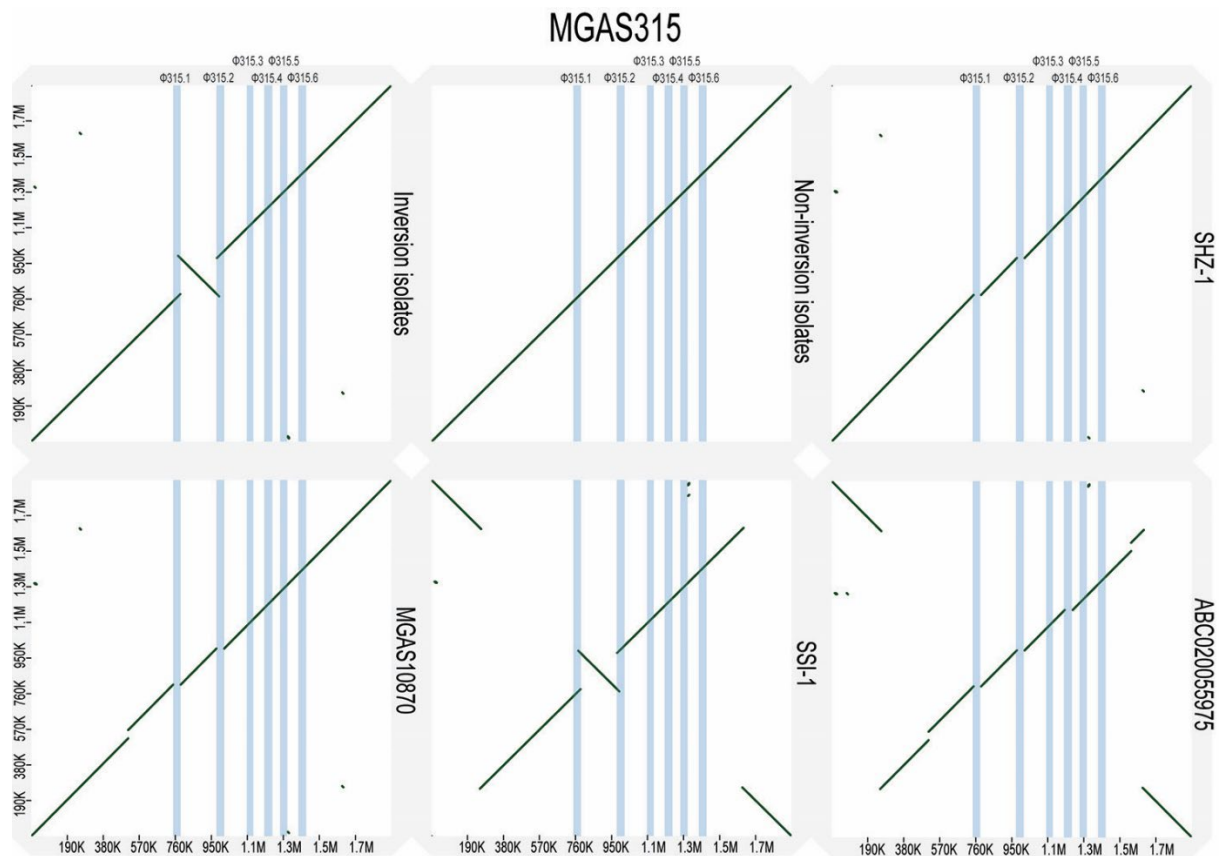 MGAS315
Φ315.3 Φ315.5
Φ315.1 Φ315.2 Φ315.4 Φ315.6
Φ315.3 Φ315.5
Φ315.1 Φ315.2 Φ315.4 Φ315.6
Φ315.3 Φ315.5
Φ315.1 Φ315.2 Φ315.4 Φ315.6
1.7M
1.5M
1.3M
1.1M
950K
760K
570K
380K
190K
Inversion isolates
Non-inversion isolates
SHZ-1
1.7M
1.5M
1.3M
1.1M
950K
760K
570K
380K
190K
MGAS10870
SSI-1
ABC020055975
190K 380K 570K 760K 950K 1.1M 1.3M 1.5M 1.7M
190K 380K 570K 760K 950K 1.1M 1.3M 1.5M 1.7M
190K 380K 570K 760K 950K 1.1M 1.3M 1.5M 1.7M